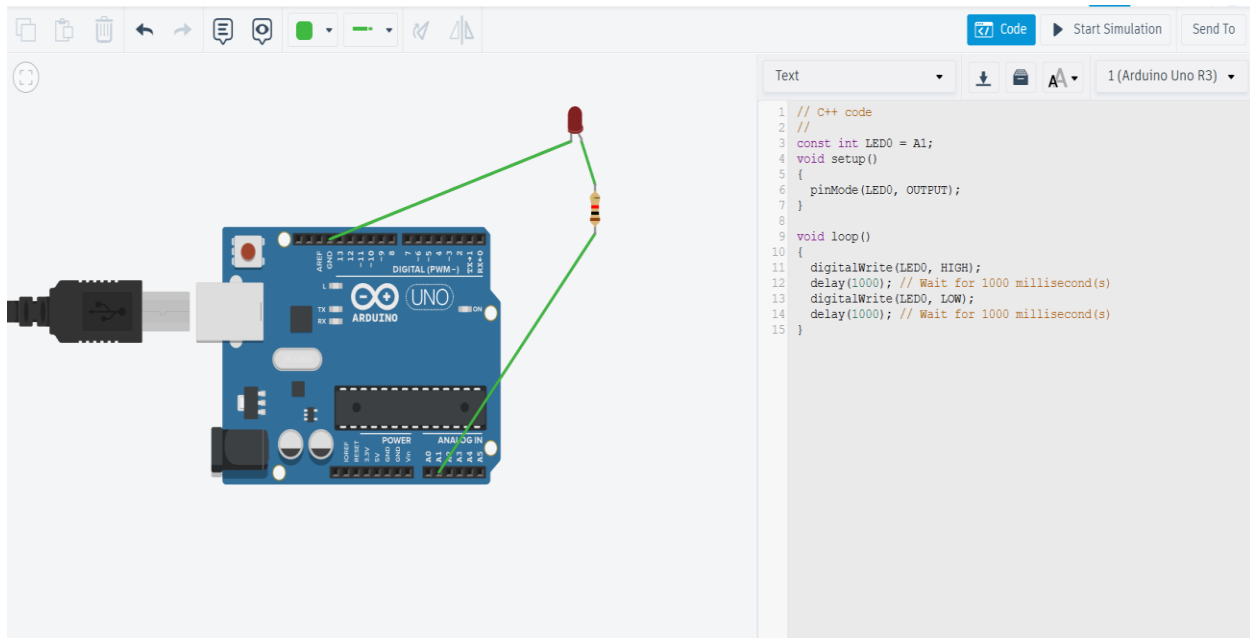 Code
Start Simulation
Send To
Text
1 (Arduino Uno R3)
1 // C++ code
2 //
3 const int LED0 = A1;
4 void setup()
5 {
6   pinMode(LED0, OUTPUT);
7 }
8
9 void loop()
10 {
11   digitalWrite(LED0, HIGH);
12   delay(1000); // Wait for 1000 millisecond(s)
13   digitalWrite(LED0, LOW);
14   delay(1000); // Wait for 1000 millisecond(s)
15 }
AREF
GND
13
12
~11
~10
~9
8
7
~6
~5
4
~3
2
TX→1
RX←0
DIGITAL (PWM~)
L
TX
RX
UNO
ARDUINO
ON
POWER
ANALOG IN
IOREF
RESET
3.3V
5V
GND
GND
Vin
A0
A1
A2
A3
A4
A5